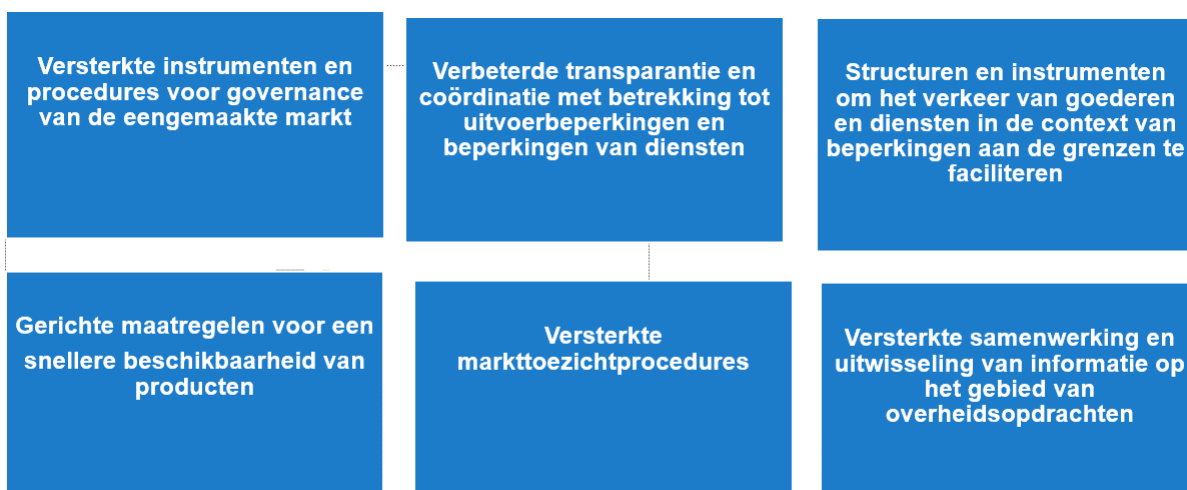 Versterkte instrumenten en
procedures voor governance
van de eengemaakte markt
Verbeterde transparantie en
coördinatie met betrekking tot
uitvoerbeperkingen en
beperkingen van diensten
Structuren en instrumenten
om het verkeer van goederen
en diensten in de context van
beperkingen aan de grenzen te
faciliteren
Gerichte maatregelen voor een
snellere beschikbaarheid van
producten
Versterkte
markttoezichtprocedures
Versterkte samenwerking en
uitwisseling van informatie op
het gebied van
overheidsopdrachten